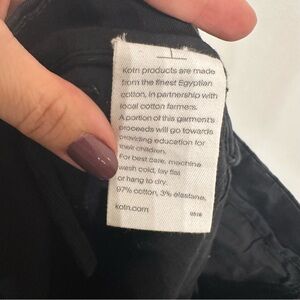 Kotn products are made
from the finest Egyptian
cotton, in partnership with
local cotton farmers.
A portion of this garment's
proceeds will go towards
providing education for
their children.
For best care, machine
wash cold, lay flat
or hang to dry.
97% cotton, 3% elastane.
kotn.com
0518